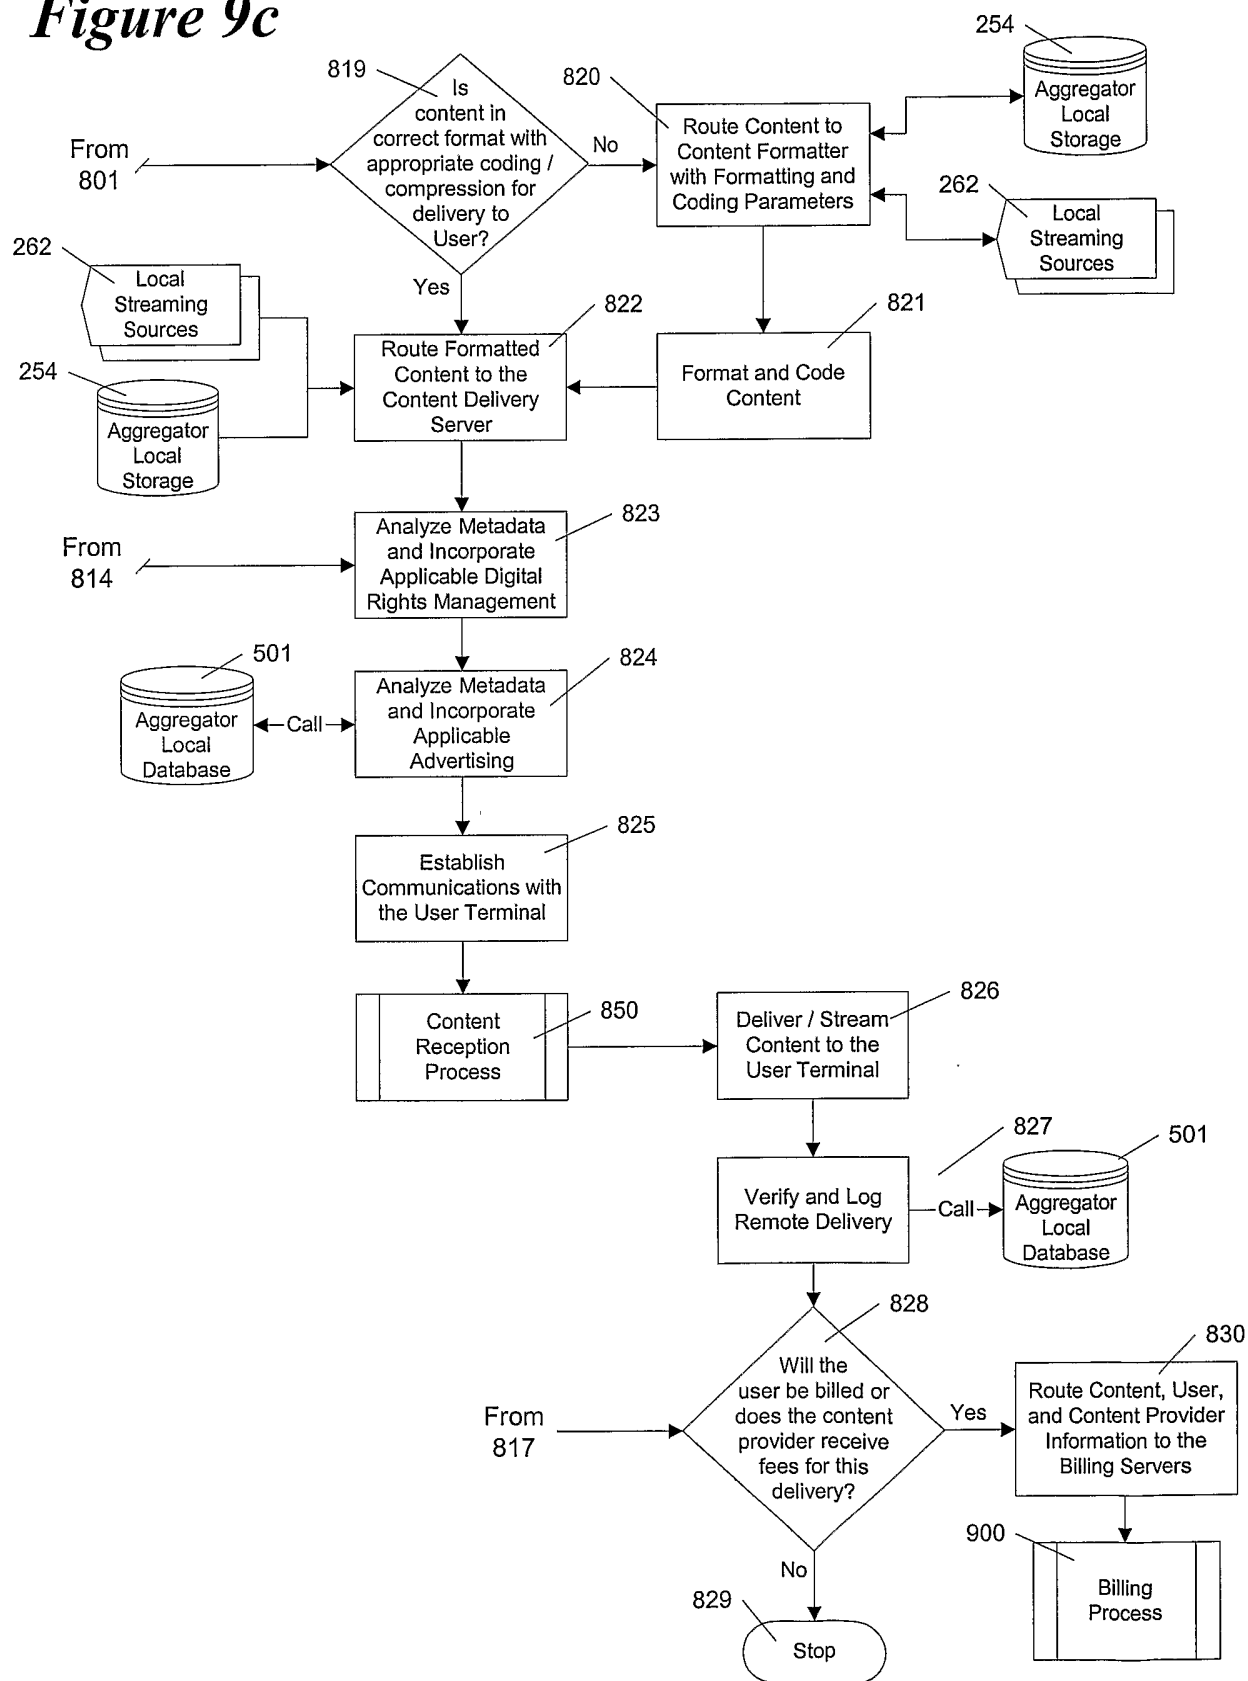 Figure 9c
254
819
820
Is
content in
correct format with
appropriate coding /
compression for
delivery to
User?
Route Content to
Content Formatter
with Formatting and
Coding Parameters
Aggregator
Local
Storage
From
801
No
262
Local
Streaming
Sources
262
Local
Streaming
Sources
Yes
822
821
Route Formatted
Content to the
Content Delivery
Server
Format and Code
Content
254
Aggregator
Local
Storage
823
From
814
Analyze Metadata
and Incorporate
Applicable Digital
Rights Management
501
824
Aggregator
Local
Database
Call
Analyze Metadata
and Incorporate
Applicable
Advertising
825
Establish
Communications with
the User Terminal
850
Content
Reception
Process
826
Deliver / Stream
Content to the
User Terminal
827
501
Verify and Log
Remote Delivery
Call
Aggregator
Local
Database
828
830
From
817
Will the
user be billed or
does the content
provider receive
fees for this
delivery?
Yes
Route Content, User,
and Content Provider
Information to the
Billing Servers
900
No
Billing
Process
829
Stop